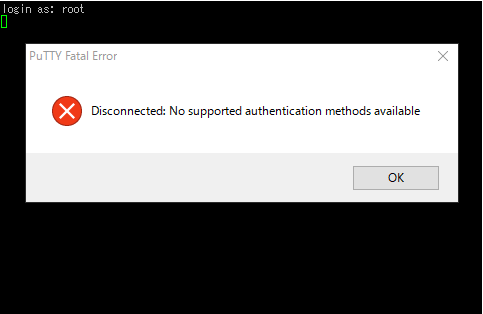 login as: root
PuTTY Fatal Error
Disconnected: No supported authentication methods available
OK